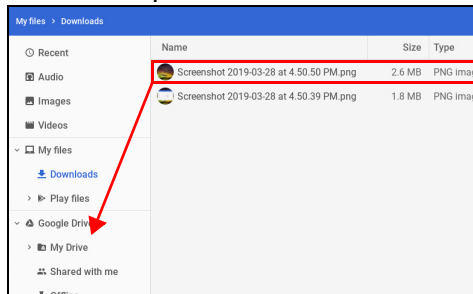 My files > Downloads
Name Size Type
Recent
Screenshot 2019-03-28 at 4.50.50 PM.png 2.6 MB PNG imag
Audio
Screenshot 2019-03-28 at 4.50.39 PM.png 1.8 MB PNG imag
Images
Videos
My files
Downloads
Play files
Google Drive
My Drive
Shared with me